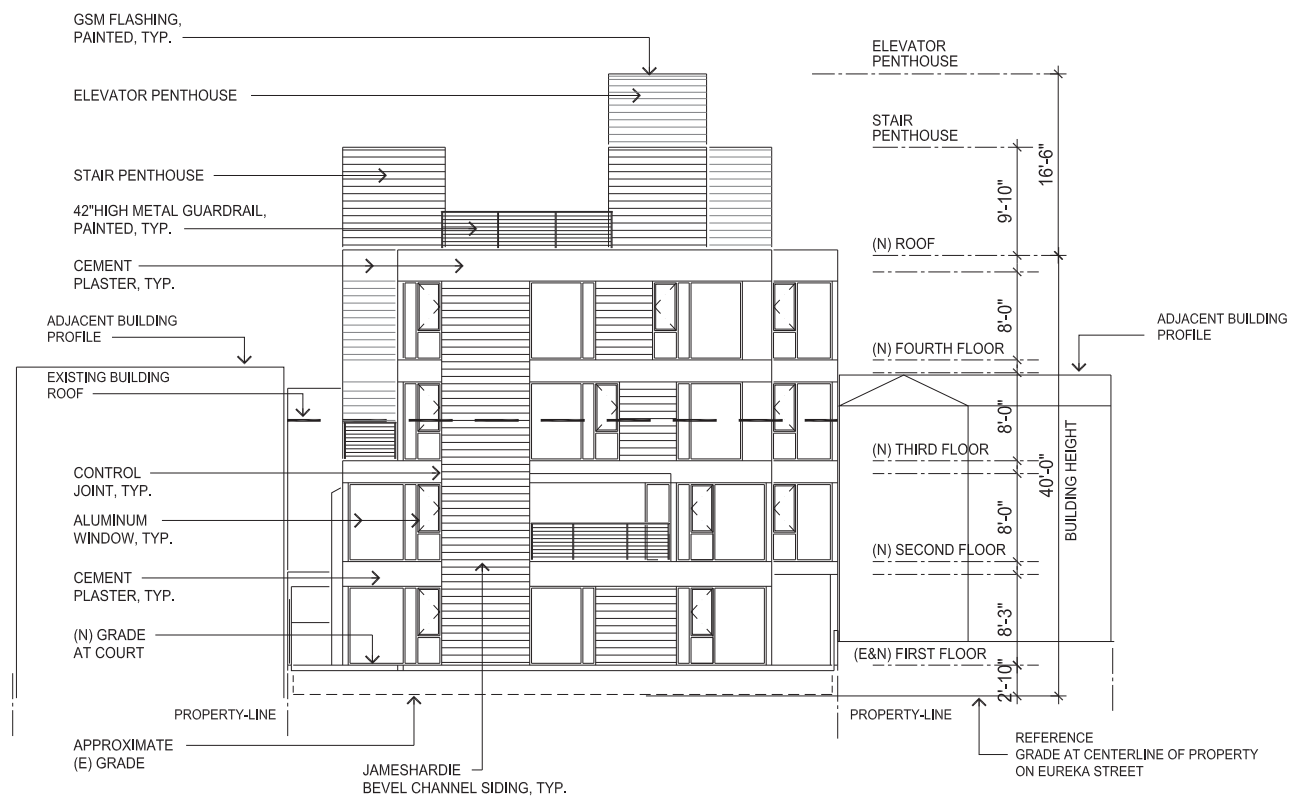 GSM FLASHING,
PAINTED, TYP.
ELEVATOR PENTHOUSE
STAIR PENTHOUSE
42"HIGH METAL GUARDRAIL,
PAINTED, TYP.
CEMENT
PLASTER, TYP.
ADJACENT BUILDING
PROFILE
EXISTING BUILDING
ROOF
CONTROL
JOINT, TYP.
ALUMINUM
WINDOW, TYP.
CEMENT
PLASTER, TYP.
(N) GRADE
AT COURT
PROPERTY-LINE
APPROXIMATE
(E) GRADE
JAMESHARDIE
BEVEL CHANNEL SIDING, TYP.
ELEVATOR
PENTHOUSE
STAIR
PENTHOUSE
16'-6"
9'-10"
(N) ROOF
8'-0"
(N) FOURTH FLOOR
8'-0"
(N) THIRD FLOOR
40'-0"
BUILDING HEIGHT
8'-0"
(N) SECOND FLOOR
8'-3"
(E&N) FIRST FLOOR
2'-10"
ADJACENT BUILDING
PROFILE
PROPERTY-LINE
REFERENCE
GRADE AT CENTERLINE OF PROPERTY
ON EUREKA STREET